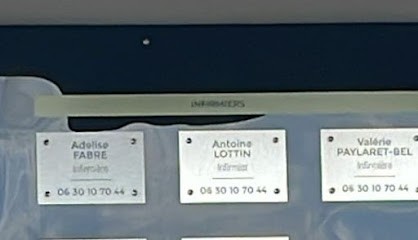 INFIRMIERS
Adelise
FABRE
Infirmière
06 30 10 70 44
Antoine
LOTTIN
Infirmier
06 30 10 70 44
Valérie
PAYLARET-BEL
Infirmière
06 30 10 70 44